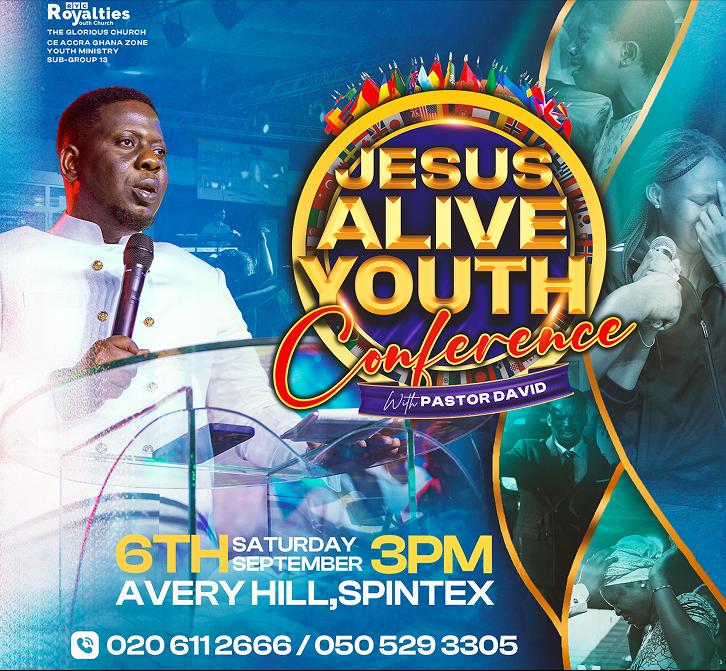 RYC
Royalties
Youth Church
THE GLORIOUS CHURCH
CE ACCRA GHANA ZONE
YOUTH MINISTRY
SUB-GROUP 13
JESUS
ALIVE
YOUTH
Conference
With PASTOR DAVID
6TH SATURDAY SEPTEMBER 3PM
AVERY HILL,SPINTEX
020 611 2666 / 050 529 3305